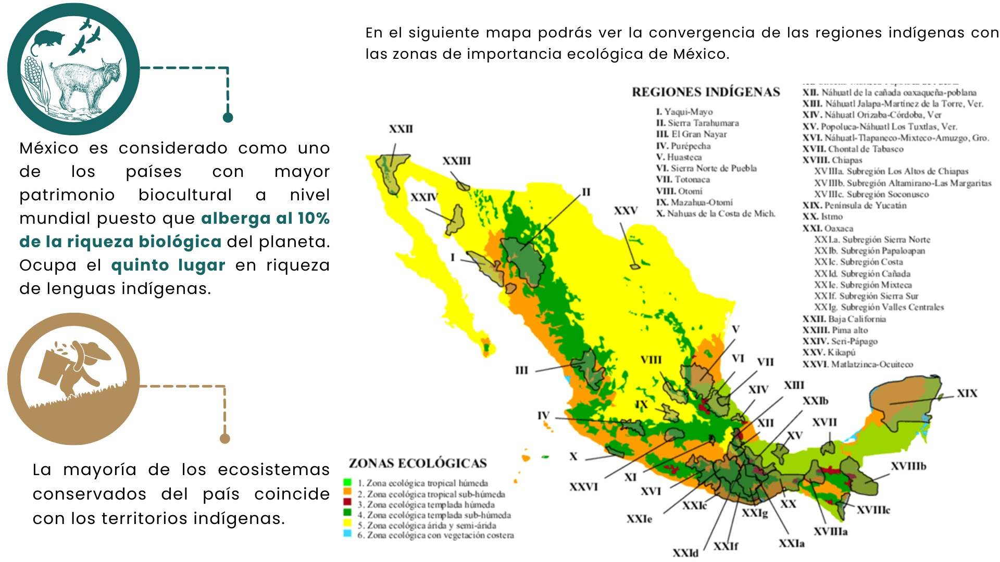 México es considerado como uno
de los países con mayor
patrimonio biocultural a nivel
mundial puesto que alberga al 10%
de la riqueza biológica del planeta.
Ocupa el quinto lugar en riqueza
de lenguas indígenas.
La mayoría de los ecosistemas
conservados del país coincide
con los territorios indígenas.
En el siguiente mapa podrás ver la convergencia de las regiones indígenas con
las zonas de importancia ecológica de México.
REGIONES INDÍGENAS
I. Yaqui-Mayo
II. Sierra Tarahumara
III. El Gran Nayar
IV. Purépecha
V. Huasteca
VI. Sierra Norte de Puebla
VII. Totonaca
VIII. Otomí
IX. Mazahua-Otomí
X. Nahuas de la Costa de Mich.
XII. Náhuatl de la cañada oaxaqueña-poblana
XIII. Náhuatl Jalapa-Martínez de la Torre, Ver.
XIV. Náhuatl Orizaba-Córdoba, Ver
XV. Popoluca-Náhuatl Los Tuxtlas, Ver.
XVI. Náhuatl-Tlapaneco-Mixteco-Amuzgo, Gro.
XVII. Chontal de Tabasco
XVIII. Chiapas
XVIIIa. Subregión Los Altos de Chiapas
XVIIIb. Subregión Altamirano-Las Margaritas
XVIIIc. Subregión Soconusco
XIX. Península de Yucatán
XX. Istmo
XXI. Oaxaca
XXI.a. Subregión Sierra Norte
XXIb. Subregión Papaloapan
XXIc. Subregión Costa
XXId. Subregión Cañada
XXIe. Subregión Mixteca
XXIf. Subregión Sierra Sur
XXIg. Subregión Valles Centrales
XXII. Baja California
XXIII. Pima alto
XXIV. Seri-Pápago
XXV. Kikapú
XXVI. Matlatzinca-Ocuiteco
XXII
XXIII
XXIV
II
XXV
I
V
VI
VII
VIII
III
XIV
XIII
XXIb
XIX
IX
IV
XII
XVII
XV
X
XVIIIb
XI
XXVI
XVI
XXIc
XX
XVIIIc
XXIg
XXIe
XVIIIa
XXIa
XXIf
XXId
ZONAS ECOLÓGICAS
1. Zona ecológica tropical húmeda
2. Zona ecológica tropical sub-húmeda
3. Zona ecológica templada húmeda
4. Zona ecológica templada sub-húmeda
5. Zona ecológica árida y semi-árida
6. Zona ecológica con vegetación costera